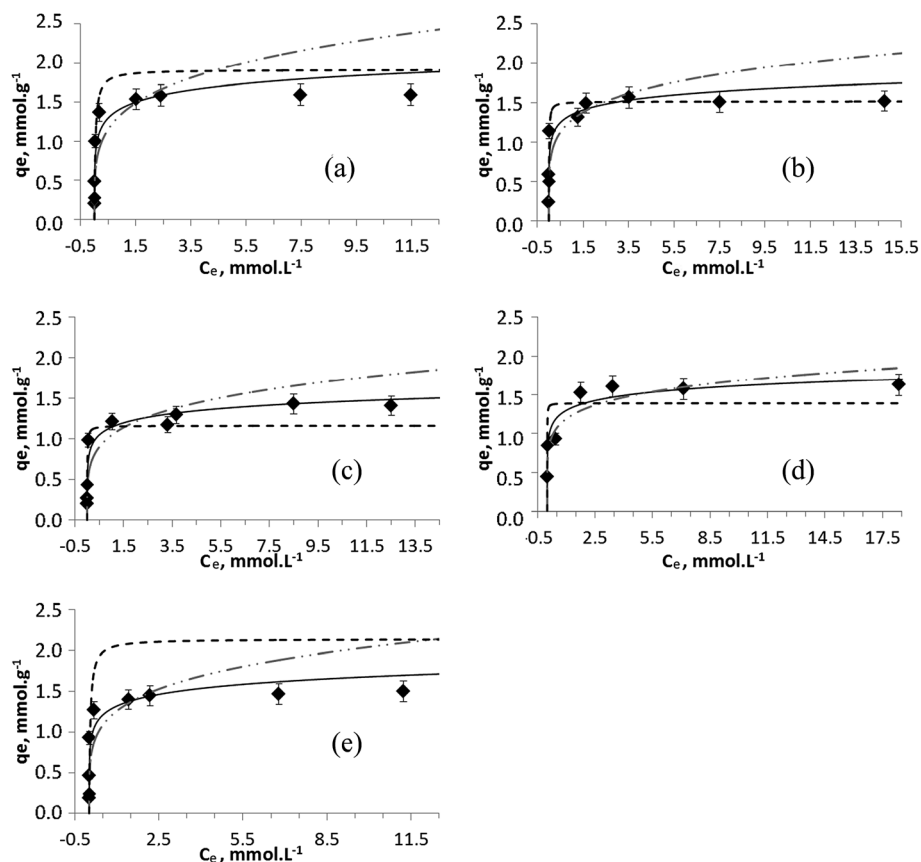 2.5
2.0
1.5
1.0
0.5
0.0
qe, mmol.g-1
(a)
-0.5 1.5 3.5 5.5 7.5 9.5 11.5
Ce, mmol.L-1
2.5
2.0
1.5
1.0
0.5
0.0
qe, mmol.g-1
(b)
-0.5 1.5 3.5 5.5 7.5 9.5 11.5 13.5 15.5
Ce, mmol.L-1
2.5
2.0
1.5
1.0
0.5
0.0
qe, mmol.g-1
(c)
-0.5 1.5 3.5 5.5 7.5 9.5 11.5 13.5
Ce, mmol.L-1
2.5
2.0
1.5
1.0
0.5
0.0
qe, mmol.g-1
(d)
-0.5 2.5 5.5 8.5 11.5 14.5 17.5
Ce, mmol.L-1
2.5
2.0
1.5
1.0
0.5
0.0
qe, mmol.g-1
(e)
-0.5 2.5 5.5 8.5 11.5
Ce, mmol.L-1